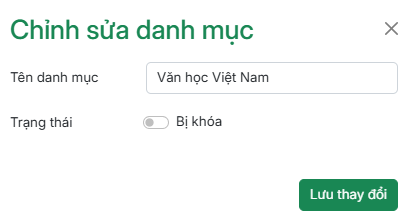 Chỉnh sửa danh mục
Tên danh mục
Văn học Việt Nam
Trạng thái
Bị khóa
Lưu thay đổi